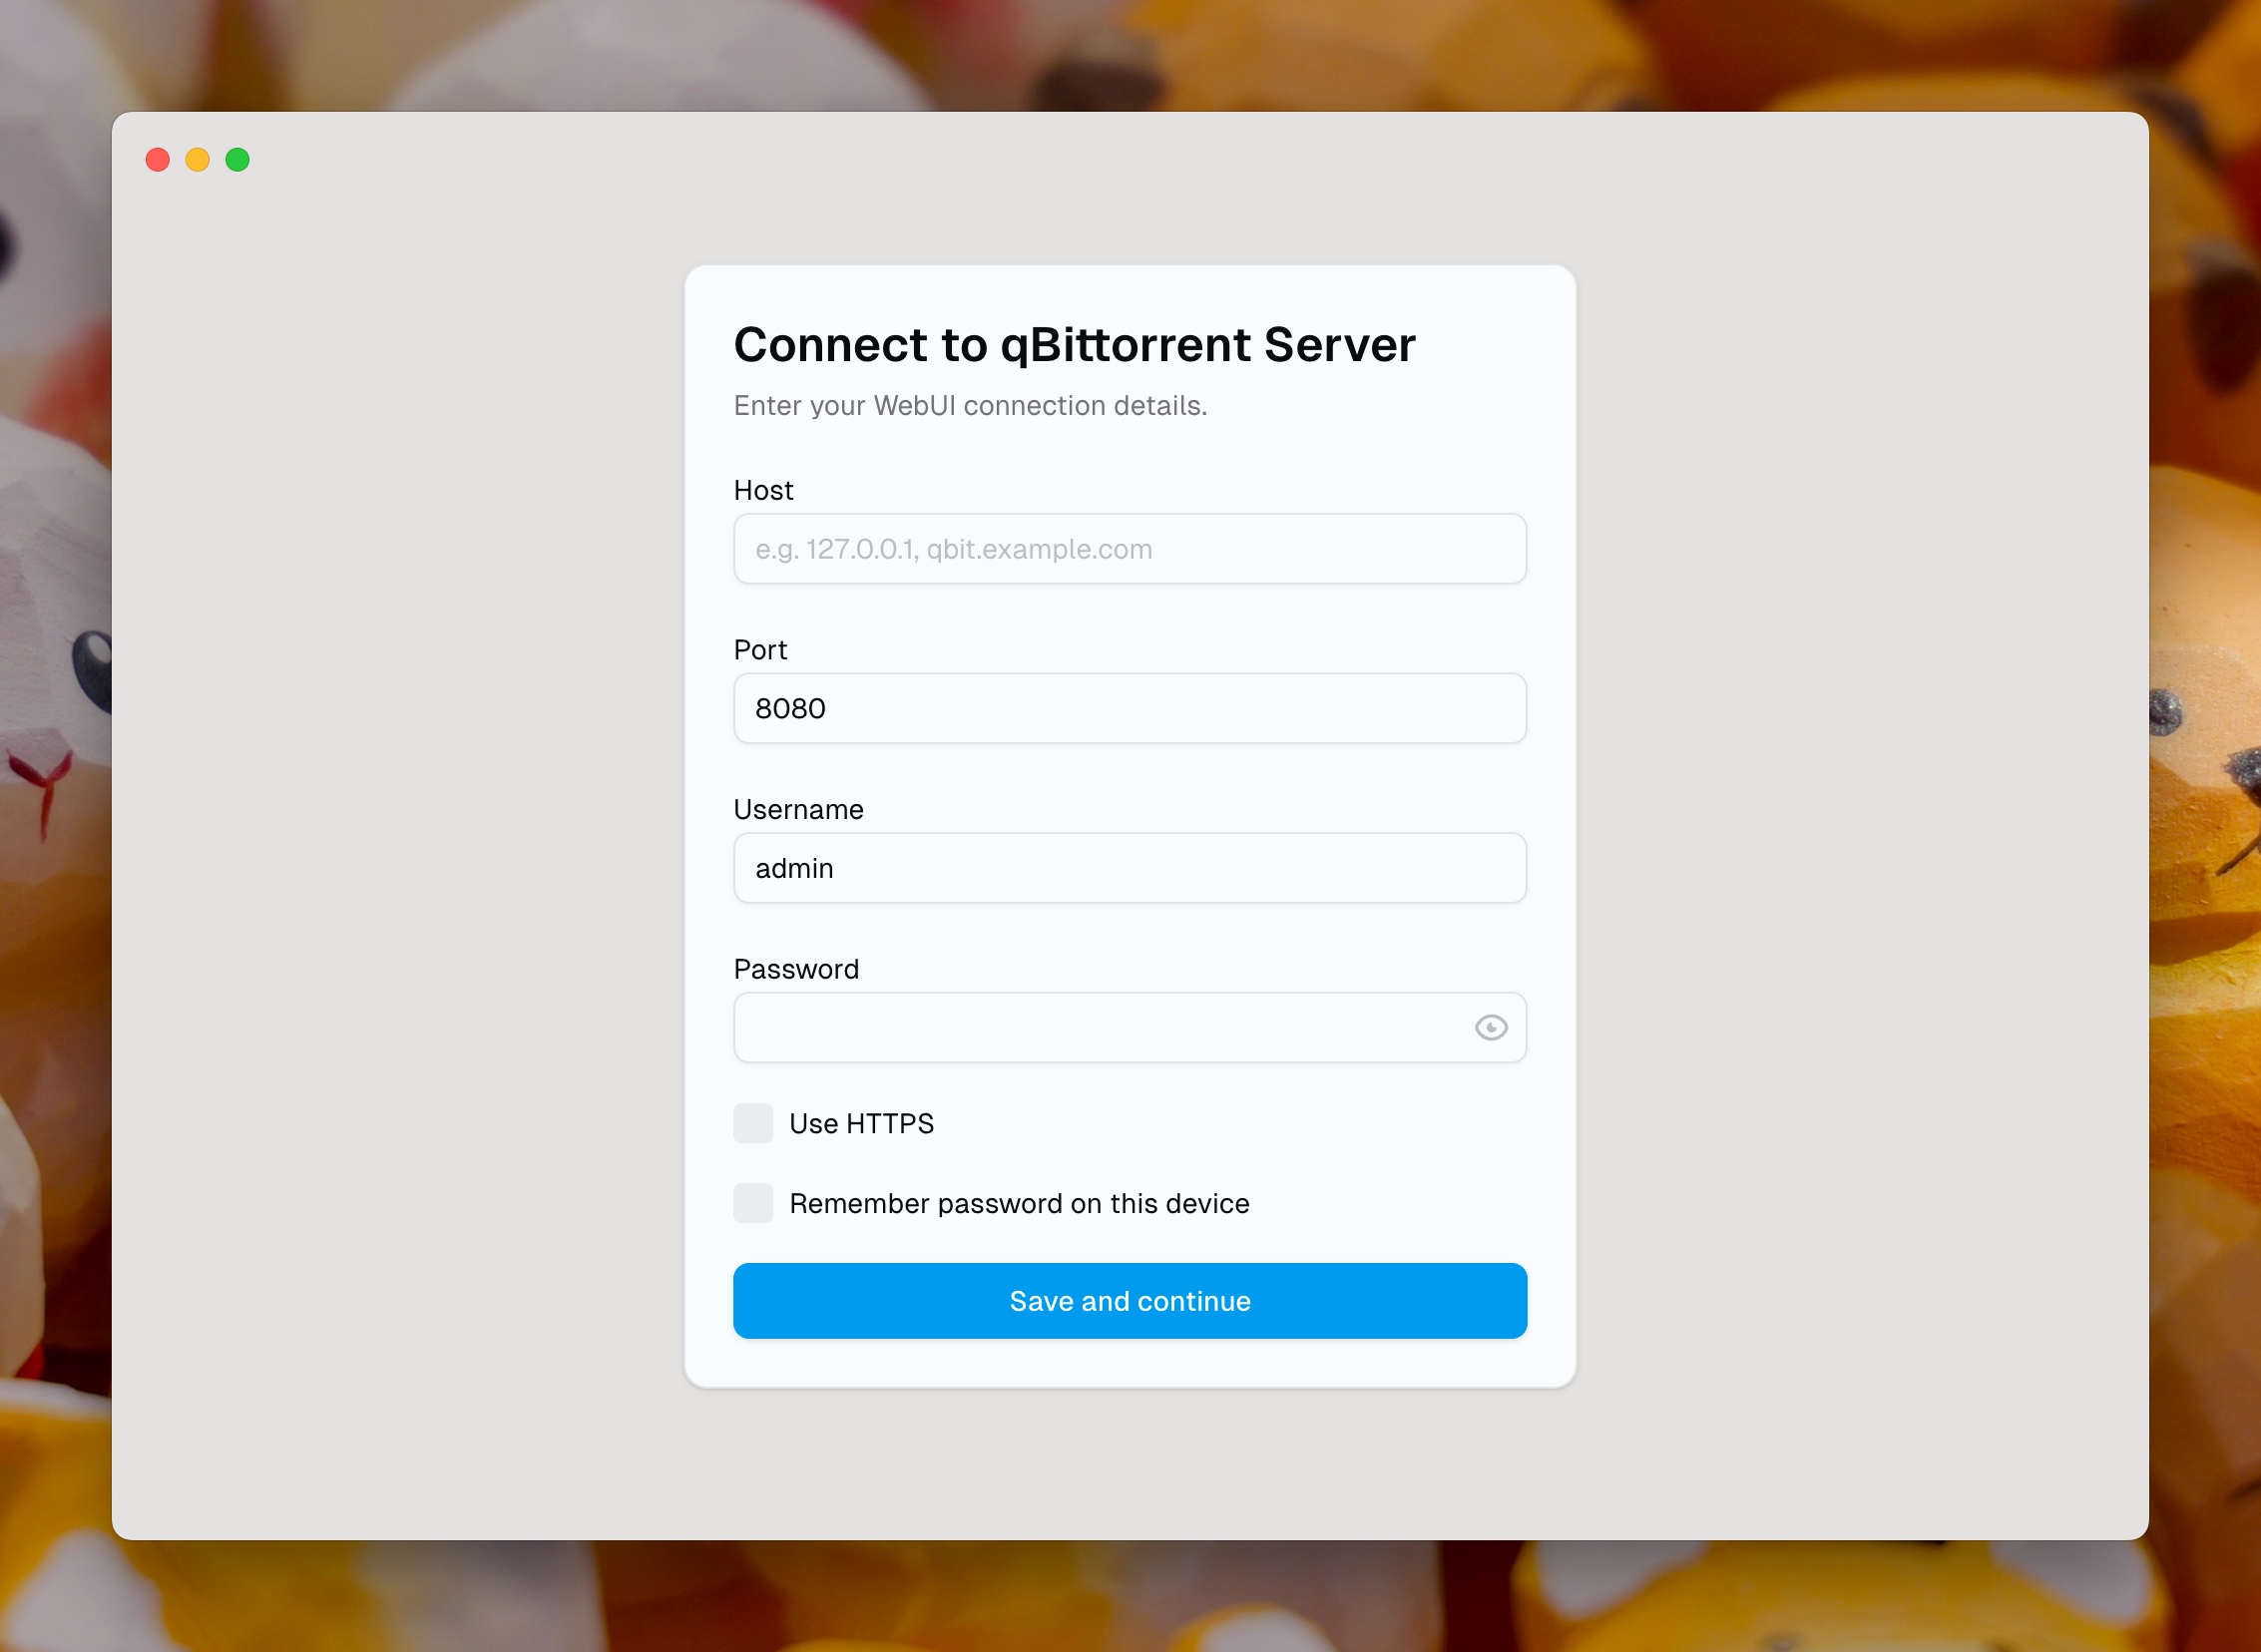 Connect to qBittorrent Server
Enter your WebUI connection details.
Host
e.g. 127.0.0.1, qbit.example.com
Port
8080
Username
admin
Password
Use HTTPS
Remember password on this device
Save and continue